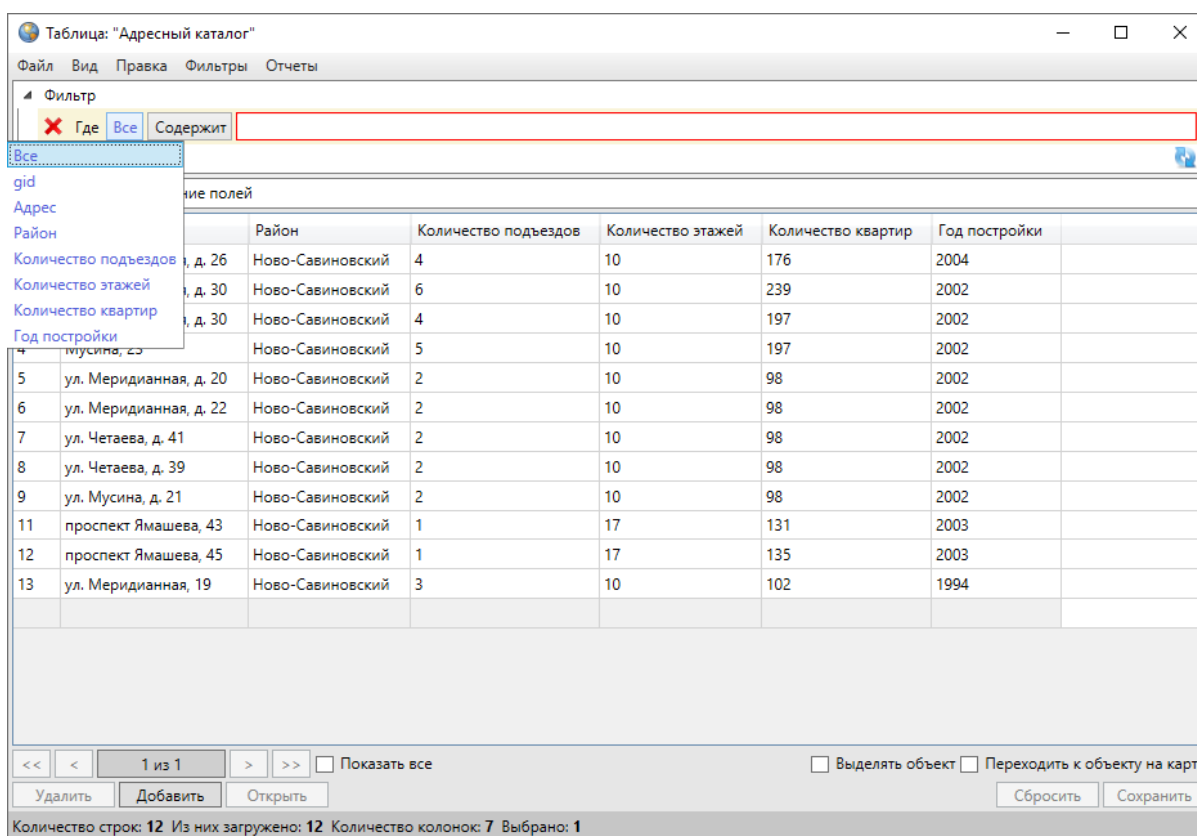 Таблица: "Адресный каталог"
Файл Вид Правка Фильтры Отчеты
Фильтр
Где Все Содержит
Все
gid
Адрес
Район
Количество подъездов
Количество этажей
Количество квартир
Год постройки
ние полей
Район Количество подъездов Количество этажей Количество квартир Год постройки
, д. 26 Ново-Савиновский 4 10 176 2004
, д. 30 Ново-Савиновский 6 10 239 2002
, д. 30 Ново-Савиновский 4 10 197 2002
4 Мусина, 23 Ново-Савиновский 5 10 197 2002
5 ул. Меридианная, д. 20 Ново-Савиновский 2 10 98 2002
6 ул. Меридианная, д. 22 Ново-Савиновский 2 10 98 2002
7 ул. Четаева, д. 41 Ново-Савиновский 2 10 98 2002
8 ул. Четаева, д. 39 Ново-Савиновский 2 10 98 2002
9 ул. Мусина, д. 21 Ново-Савиновский 2 10 98 2002
11 проспект Ямашева, 43 Ново-Савиновский 1 17 131 2003
12 проспект Ямашева, 45 Ново-Савиновский 1 17 135 2003
13 ул. Меридианная, 19 Ново-Савиновский 3 10 102 1994
<< < 1 из 1 > >> Показать все Выделять объект Переходить к объекту на карт
Удалить Добавить Открыть Сбросить Сохранить
Количество строк: 12 Из них загружено: 12 Количество колонок: 7 Выбрано: 1